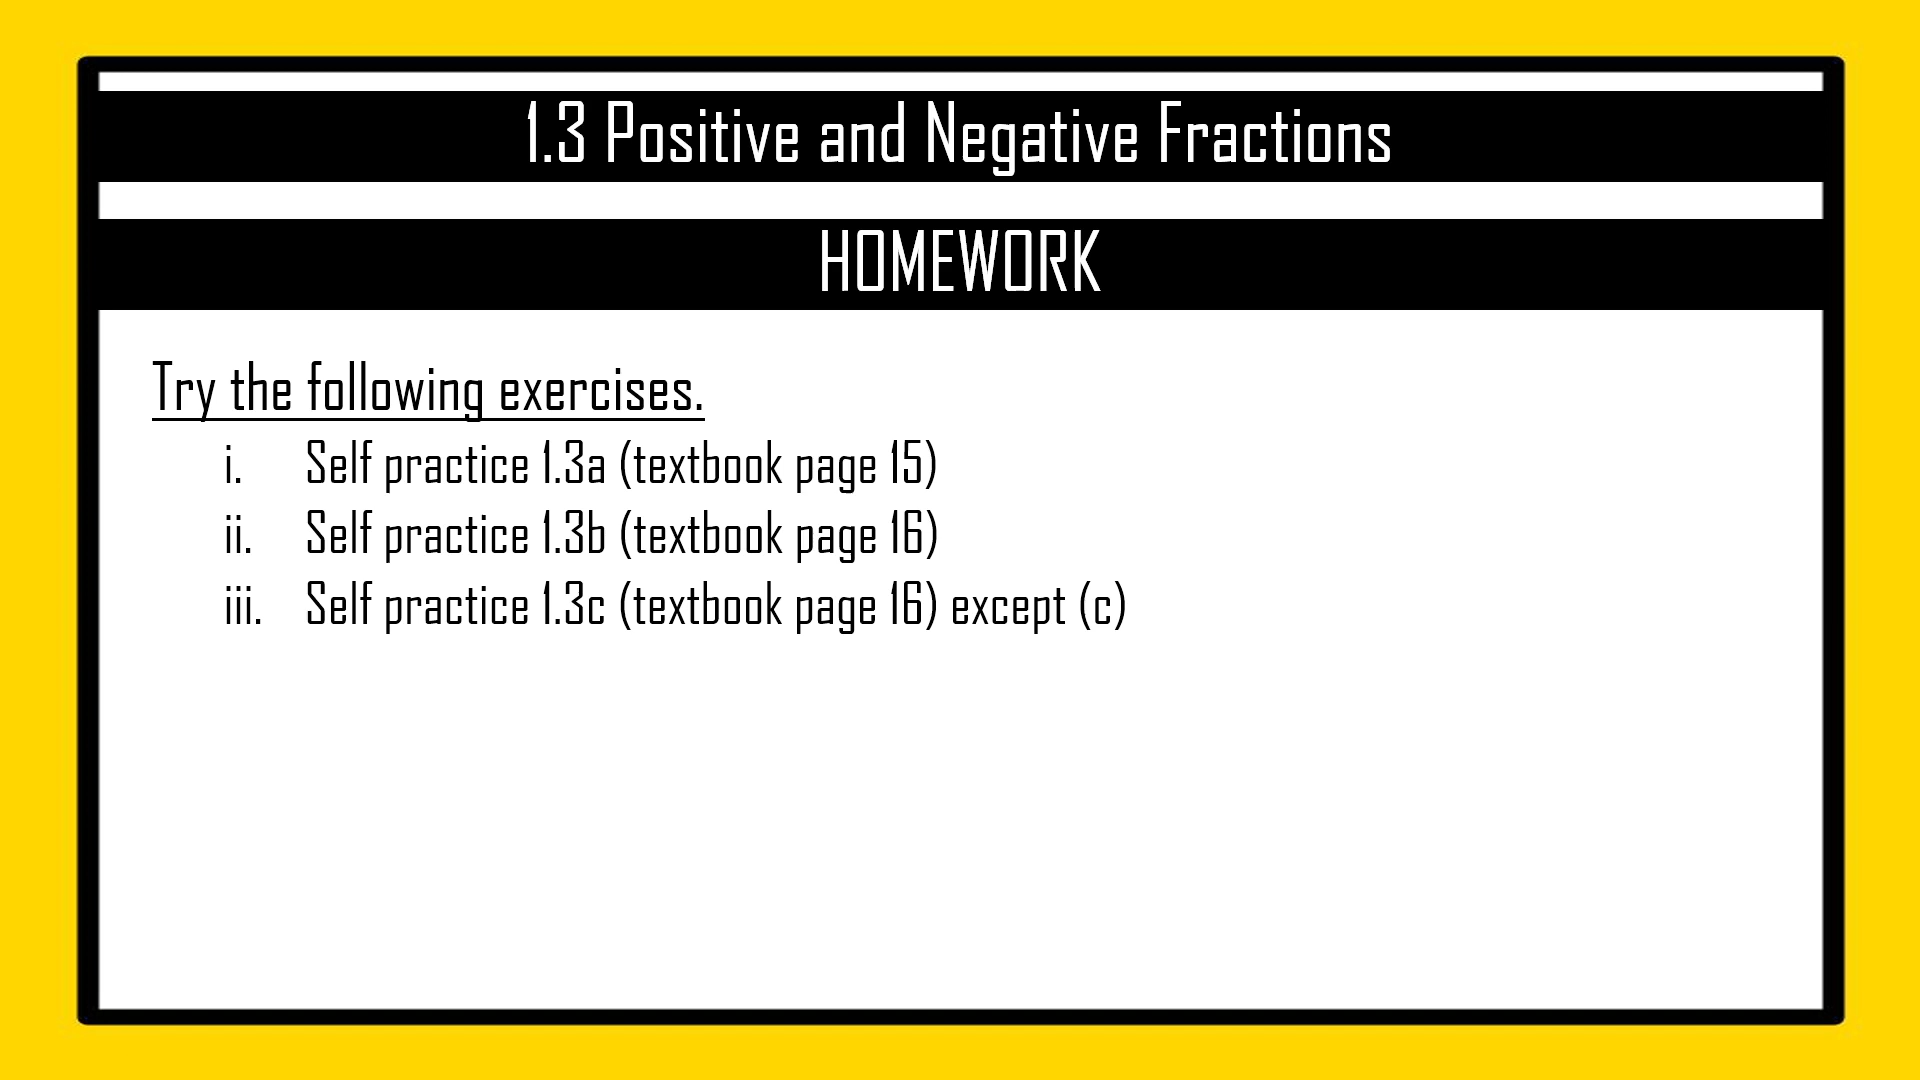 1.3 Positive and Negative Fractions
HOMEWORK
Try the following exercises.
i. Self practice 1.3a (textbook page 15)
ii. Self practice 1.3b (textbook page 16)
iii. Self practice 1.3c (textbook page 16) except (c)